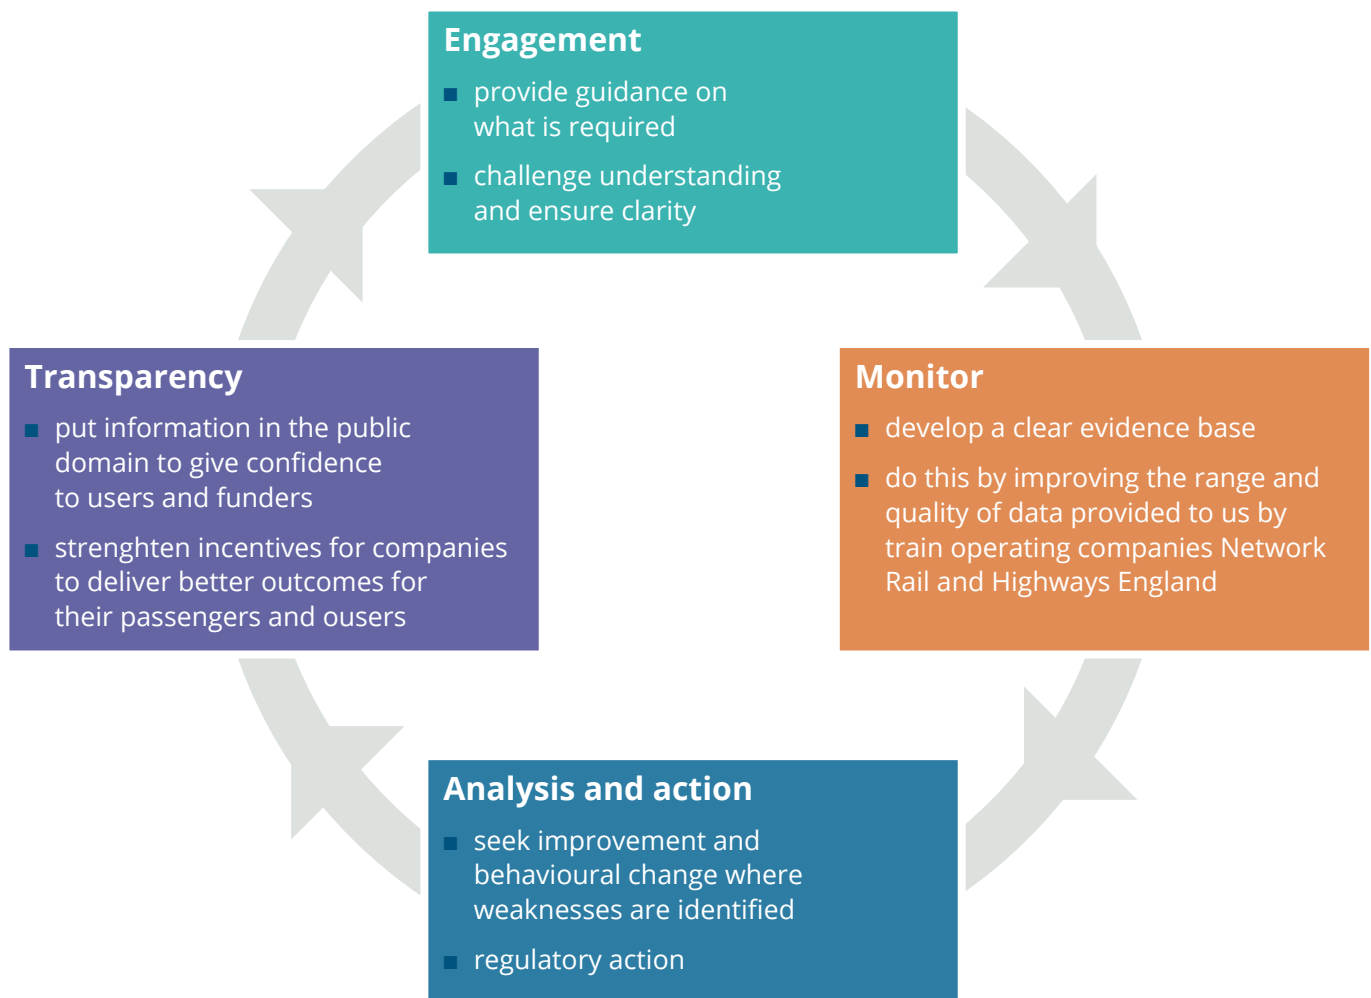 Engagement
■ provide guidance on
what is required
■ challenge understanding
and ensure clarity
Transparency
■ put information in the public
domain to give confidence
to users and funders
■ strenghten incentives for companies
to deliver better outcomes for
their passengers and ousers
Monitor
■ develop a clear evidence base
■ do this by improving the range and
quality of data provided to us by
train operating companies Network
Rail and Highways England
Analysis and action
■ seek improvement and
behavioural change where
weaknesses are identified
■ regulatory action